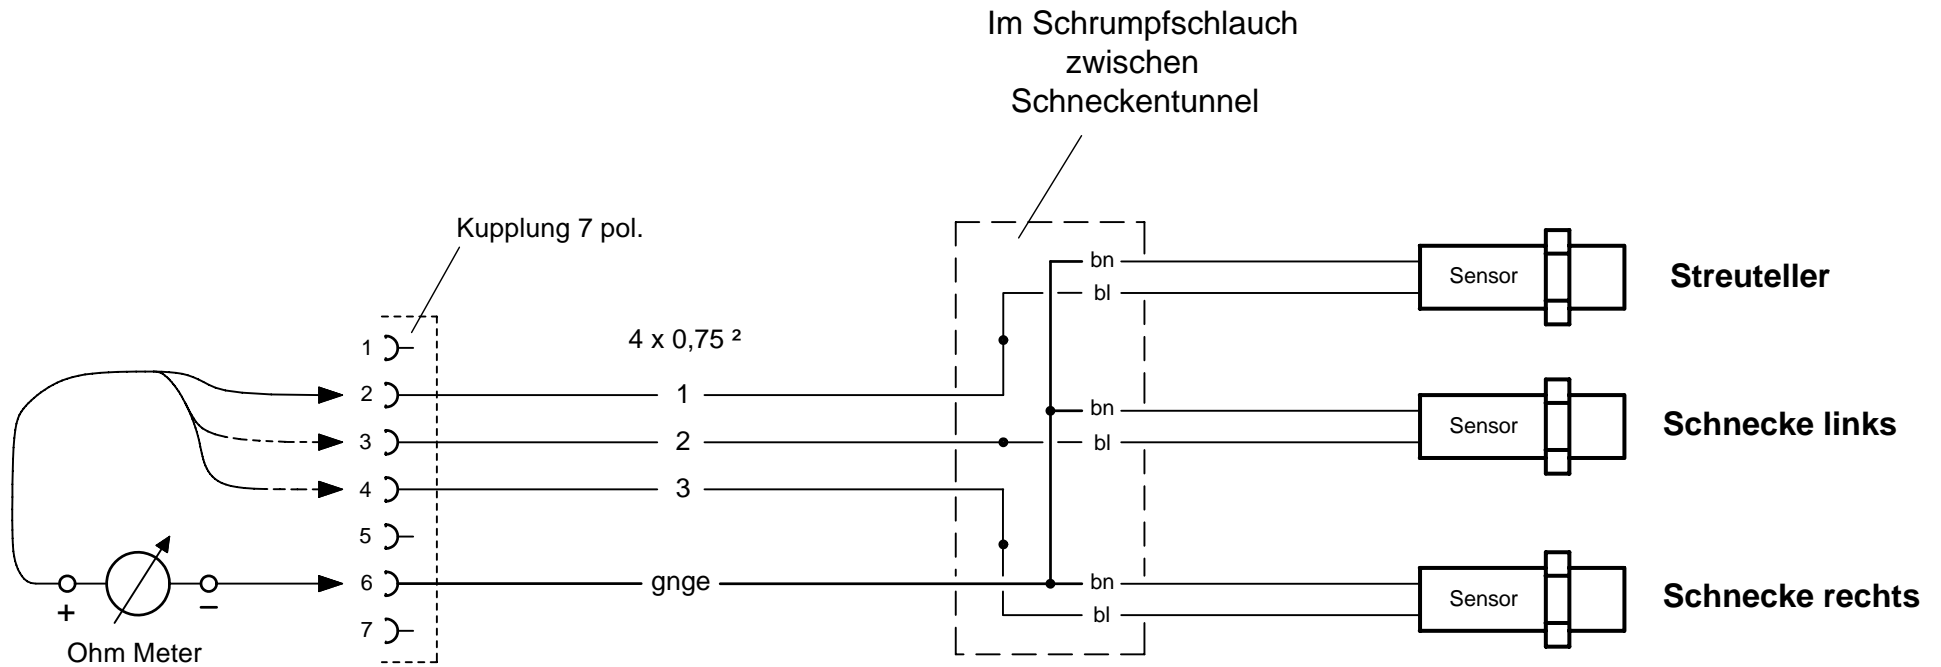 Im Schrumpfschlauch
zwischen
Schneckentunnel
Kupplung 7 pol.
4 x 0,75 ²
bn
bl
Sensor
Streuteller
1
2
1
bn
bl
Sensor
Schnecke links
3
2
4
3
5
6
gnge
bn
bl
Sensor
Schnecke rechts
7
+
−
Ohm Meter